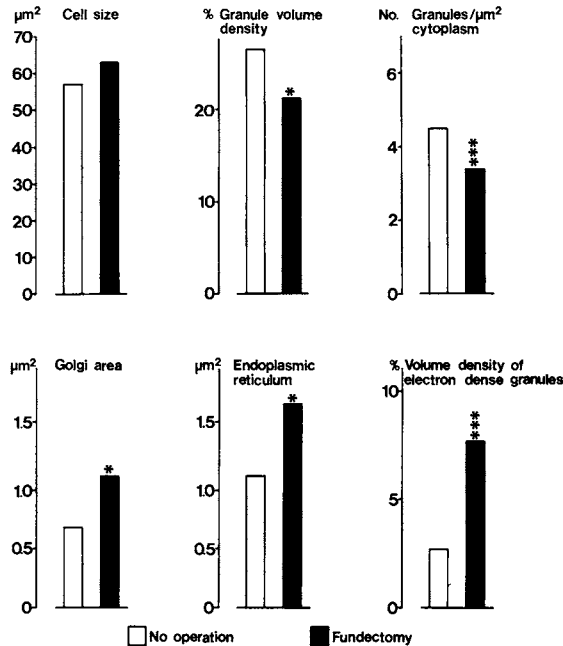 μm² Cell size
70
60
50
40
30
20
10
0
% Granule volume
density
20
10
0
*
No. Granules/μm²
cytoplasm
6
4
2
0
***
μm² Golgi area
1.5
1.0
0.5
0
*
μm² Endoplasmic
reticulum
1.5
1.0
0.5
0
*
% Volume density of
electron dense granules
10
5
0
***
No operation Fundectomy